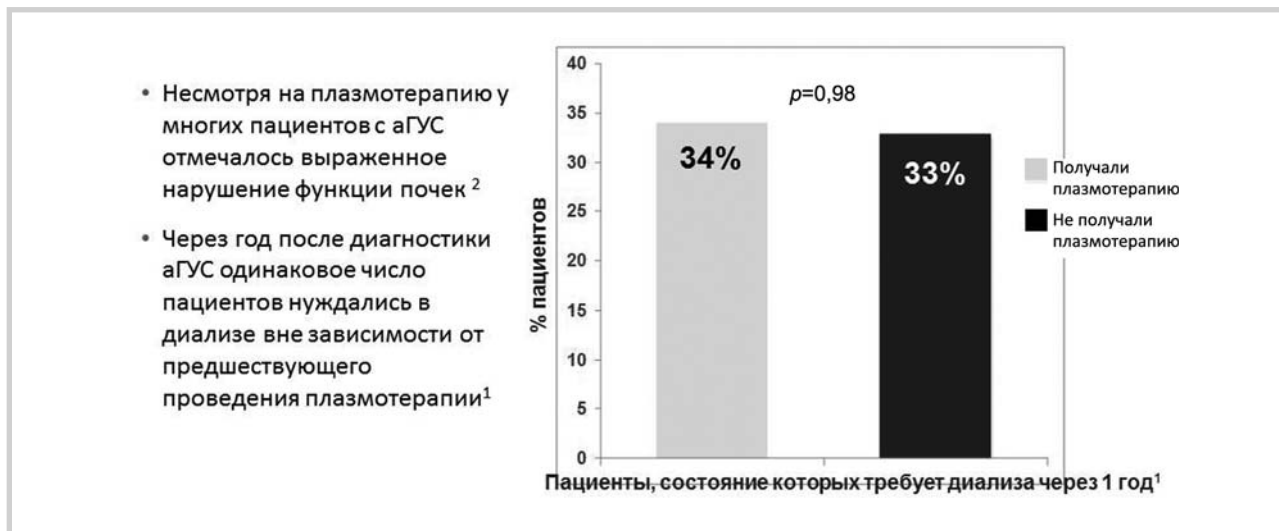 • Несмотря на плазмотерапию у
многих пациентов с аГУС
отмечалось выраженное
нарушение функции почек ²
• Через год после диагностики
аГУС одинаковое число
пациентов нуждались в
диализе вне зависимости от
предшествующего
проведения плазмотерапии¹
% пациентов
40
35
30
25
20
15
10
5
0
p=0,98
34%
33%
Получали
плазмотерапию
Не получали
плазмотерапию
Пациенты, состояние которых требует диализа через 1 год¹